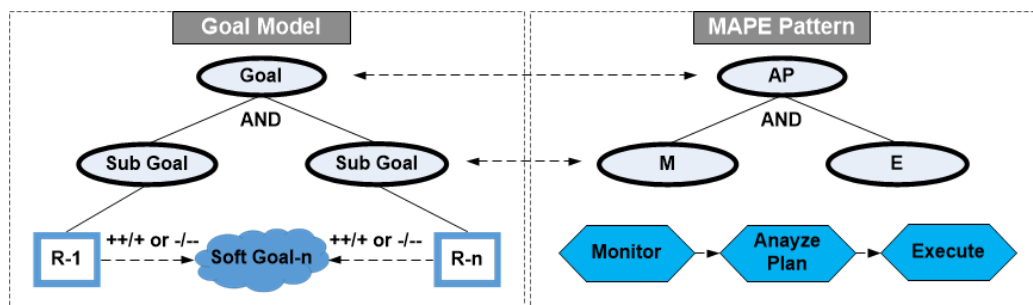 Goal Model
MAPE Pattern
Goal
AP
AND
AND
Sub Goal
Sub Goal
M
E
++/+ or -/--
++/+ or -/--
R-1
Soft Goal-n
R-n
Monitor
Anayze
Plan
Execute